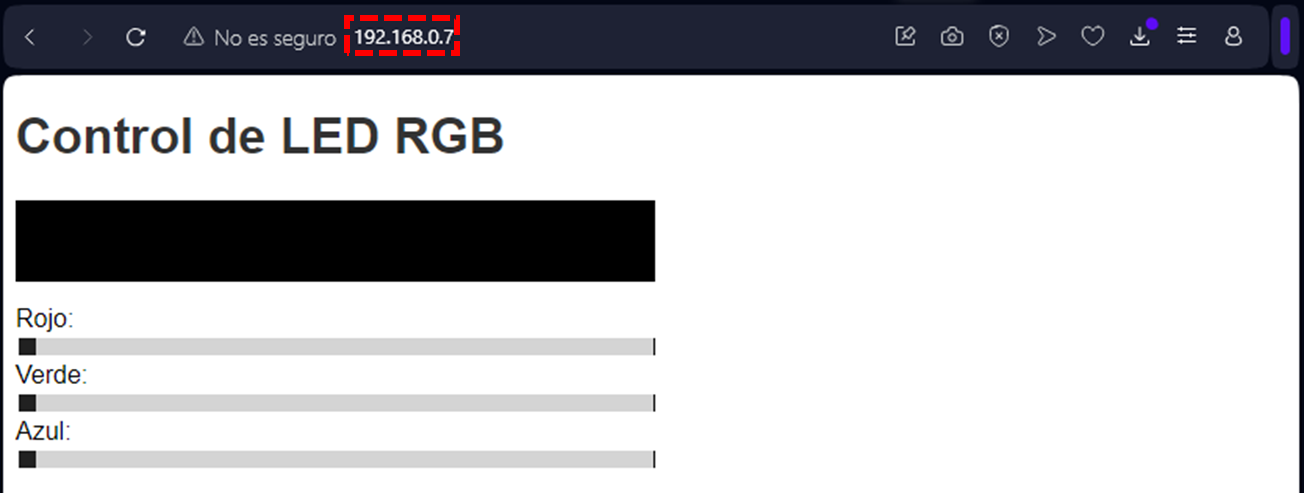 No es seguro 192.168.0.7
Control de LED RGB
Rojo:
Verde:
Azul: